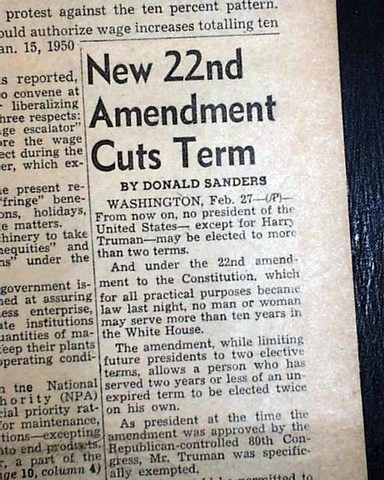 protest against the ten percent pattern.
ould authorize wage increases totalling ten
an. 15, 1950
s reported,
o convene at
liberalizing
hree respects:
ge escalator"
ore the wage
ect during the
er, which ex-
e present re-
"fringe" bene-
ons, holidays,
e matters.
chinery to take
nequities" and
ns" under the
government is-
ned at assuring
ss enterprise,
te institutions
uantities of ma-
eep their plants
operating condi-
n the National
hority (NPA)
cial priority rat-
for maintenance,
tions—excepting
nto end products,
, a part of the
ge 10, column 4)
New 22nd
Amendment
Cuts Term
BY DONALD SANDERS
WASHINGTON, Feb. 27—(AP)—
From now on, no president of the
United States— except for Harry
Truman—may be elected to more
than two terms.
And under the 22nd amend-
ment to the Constitution, which
for all practical purposes became
law last night, no man or woman
may serve more than ten years in
the White House.
The amendment, while limiting
future presidents to two elective
terms, allows a person who has
served two years or less of an un-
expired term to be elected twice
on his own.
As president at the time the
amendment was approved by the
Republican-controlled 80th Con-
gress, Mr. Truman was specific-
ally exempted.